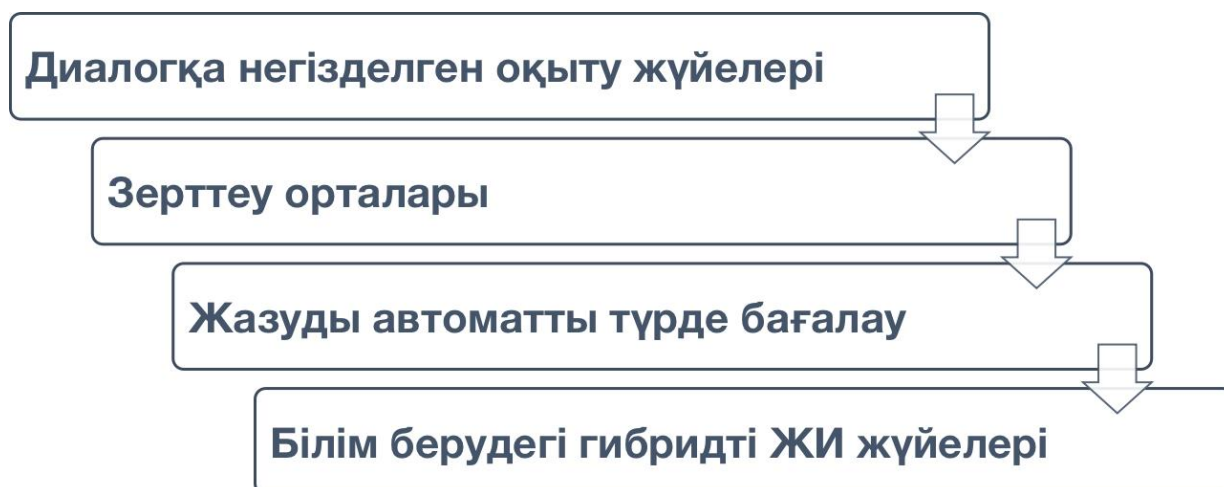 Диалогқа негізделген оқыту жүйелері
Зерттеу орталары
Жазуды автоматты түрде бағалау
Білім берудегі гибридті ЖИ жүйелері